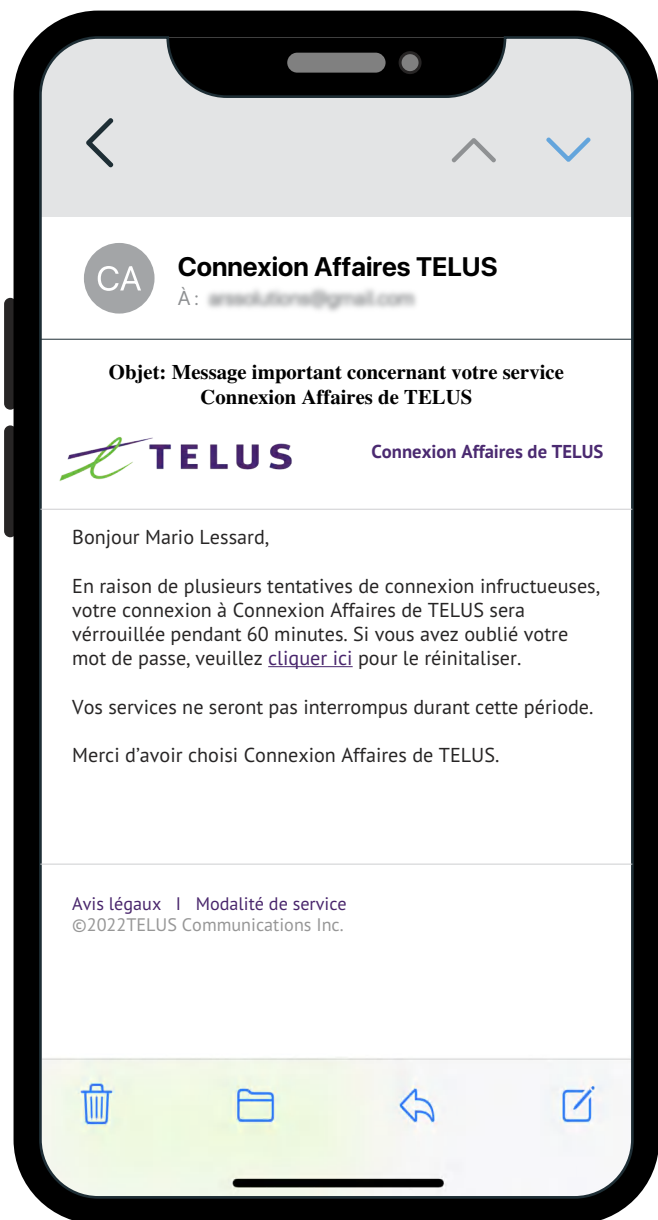 CA
Connexion Affaires TELUS
À :
Objet: Message important concernant votre service
Connexion Affaires de TELUS
TELUS
Connexion Affaires de TELUS
Bonjour Mario Lessard,
En raison de plusieurs tentatives de connexion infructueuses,
votre connexion à Connexion Affaires de TELUS sera
vérrouillée pendant 60 minutes. Si vous avez oublié votre
mot de passe, veuillez cliquer ici pour le réinitaliser.
Vos services ne seront pas interrompus durant cette période.
Merci d’avoir choisi Connexion Affaires de TELUS.
Avis légaux I Modalité de service
©2022TELUS Communications Inc.